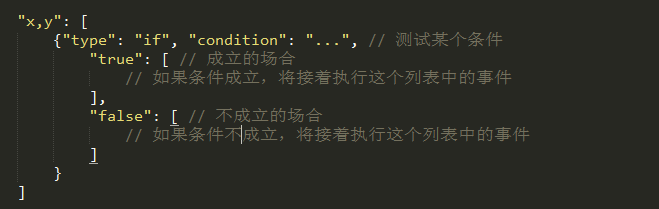 "x,y": [
    {"type": "if", "condition": "...", // 测试某个条件
        "true": [ // 成立的场合
            // 如果条件成立，将接着执行这个列表中的事件
        ],
        "false": [ // 不成立的场合
            // 如果条件不成立，将接着执行这个列表中的事件
        ]
    }
]